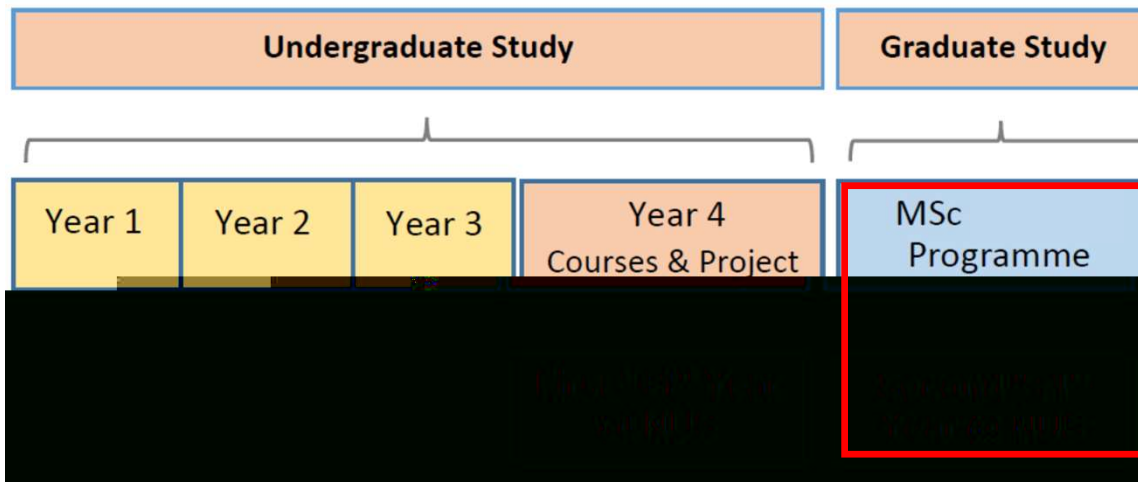 Undergraduate Study
Graduate Study
Year 1
Year 2
Year 3
Year 4
Courses & Project
MSc
Programme